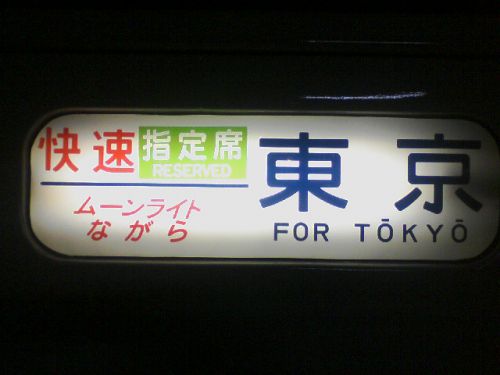 快速 指定席
RESERVED
ムーンライト
ながら
東京
FOR TŌKYŌ